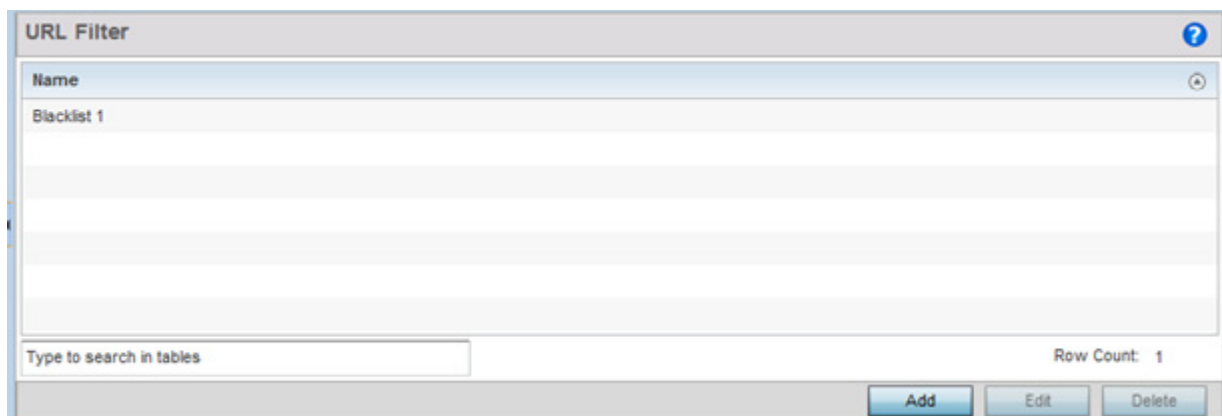 URL Filter
Name
Blacklist 1
Type to search in tables
Row Count: 1
Add Edit Delete